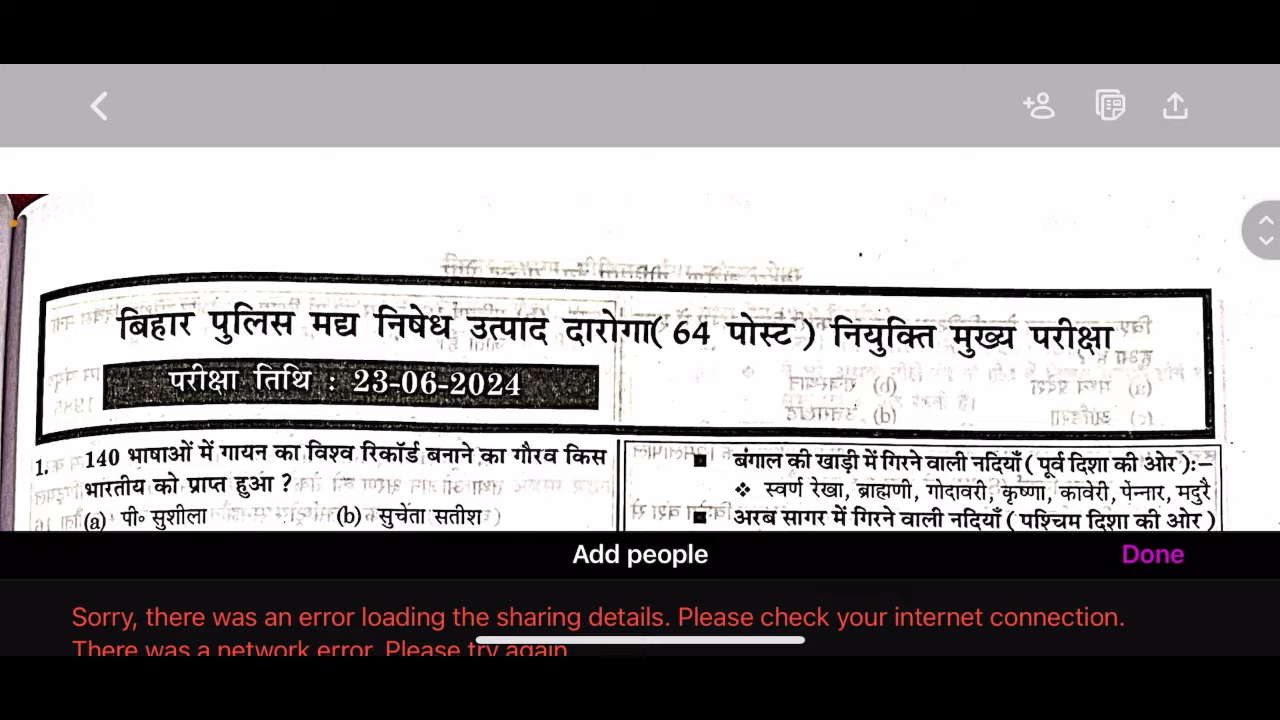 बिहार पुलिस मद्य निषेध उत्पाद दारोगा( 64 पोस्ट ) नियुक्ति मुख्य परीक्षा
परीक्षा तिथि : 23-06-2024
1. 140 भाषाओं में गायन का विश्व रिकॉर्ड बनाने का गौरव किस
भारतीय को प्राप्त हुआ ?
(a) पी॰ सुशीला (b) सुचेता सतीश
■ बंगाल की खाड़ी में गिरने वाली नदियाँ ( पूर्व दिशा की ओर ):–
❖ स्वर्ण रेखा, ब्राह्मणी, गोदावरी, कृष्णा, कावेरी, पेन्नार, मदुरै
■ अरब सागर में गिरने वाली नदियाँ ( पश्चिम दिशा की ओर )
Add people
Done
Sorry, there was an error loading the sharing details. Please check your internet connection.
There was a network error. Please try again.